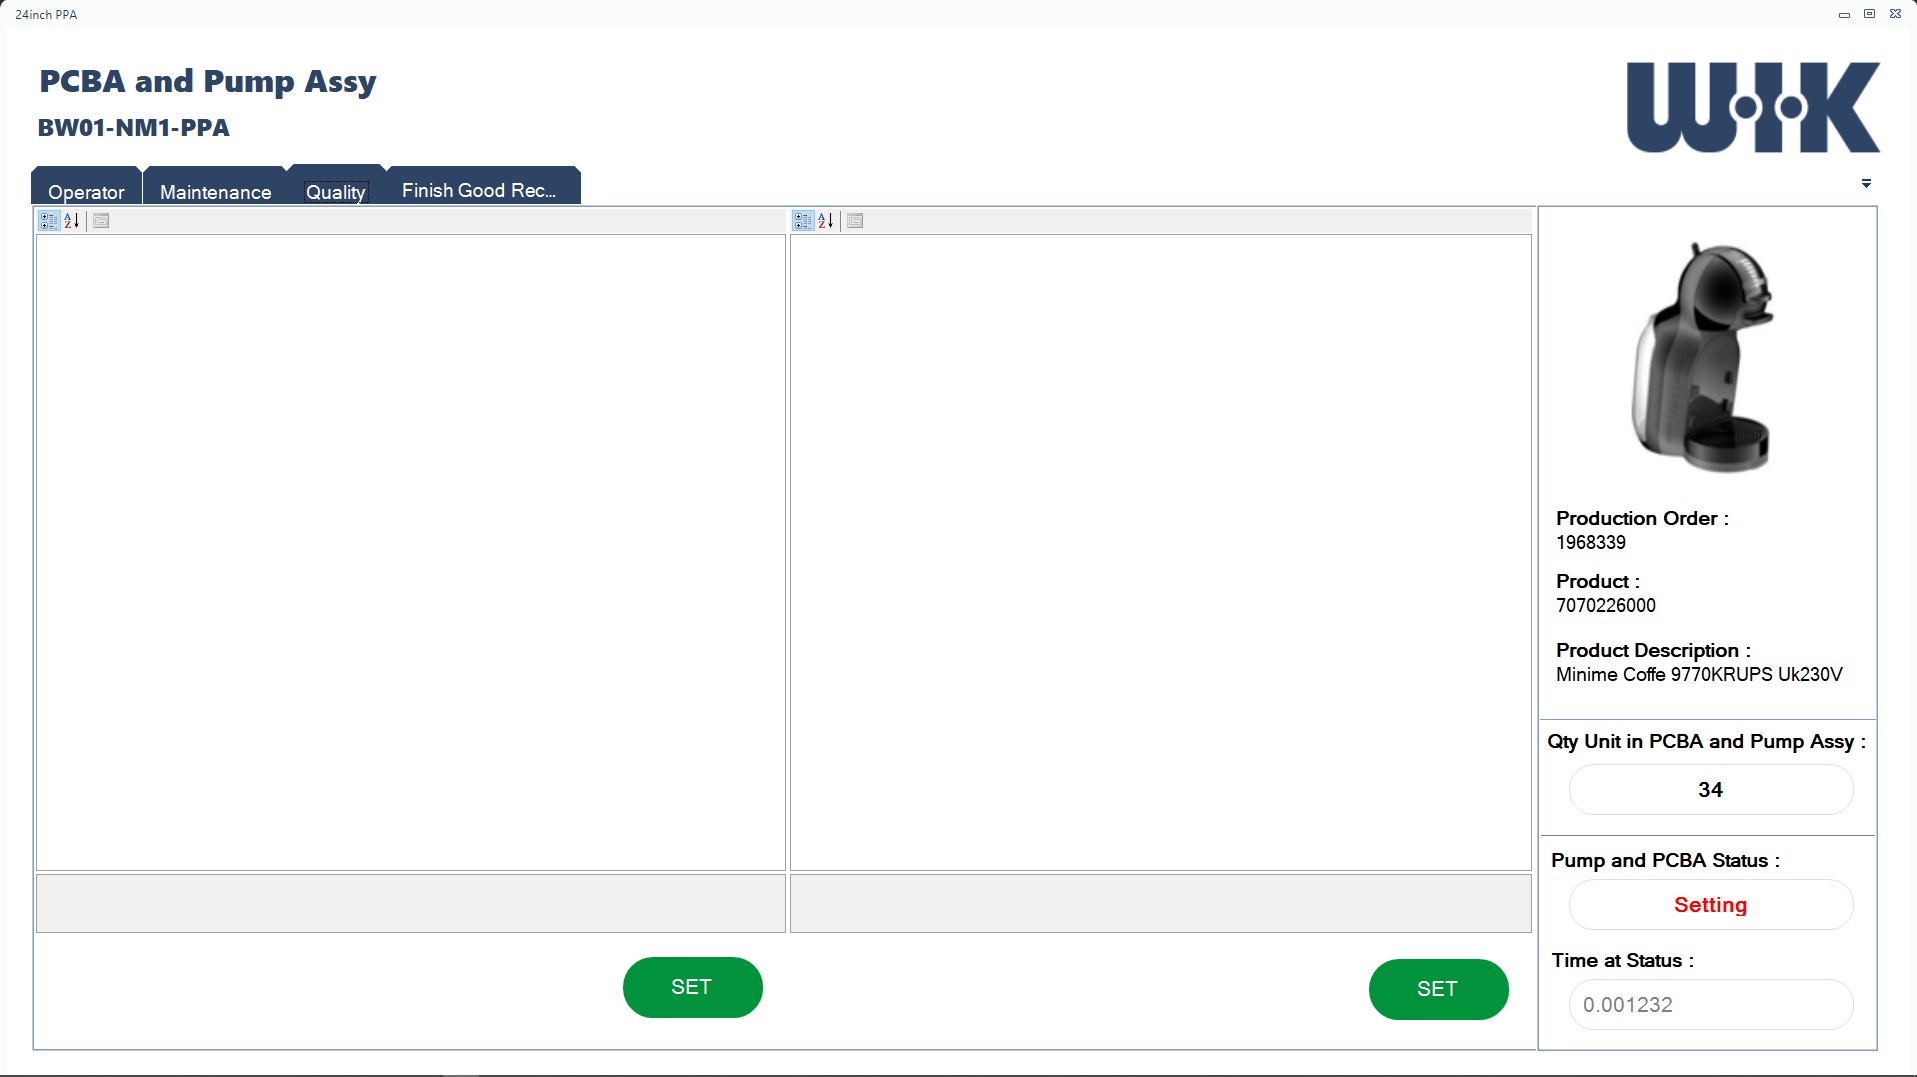 24inch PPA
PCBA and Pump Assy
BW01-NM1-PPA
WIK
Operator
Maintenance
Quality
Finish Good Rec...
Production Order :
1968339
Product :
7070226000
Product Description :
Minime Coffe 9770KRUPS Uk230V
Qty Unit in PCBA and Pump Assy :
34
Pump and PCBA Status :
Setting
Time at Status :
0.001232
SET
SET